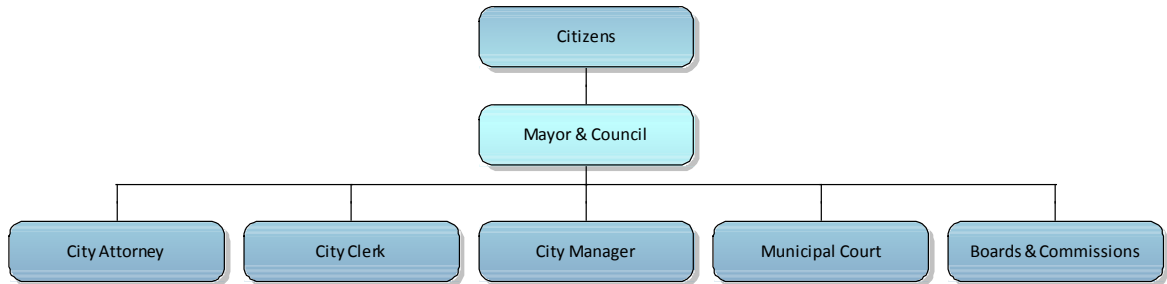 Citizens
Mayor & Council
City Attorney
City Clerk
City Manager
Municipal Court
Boards & Commissions